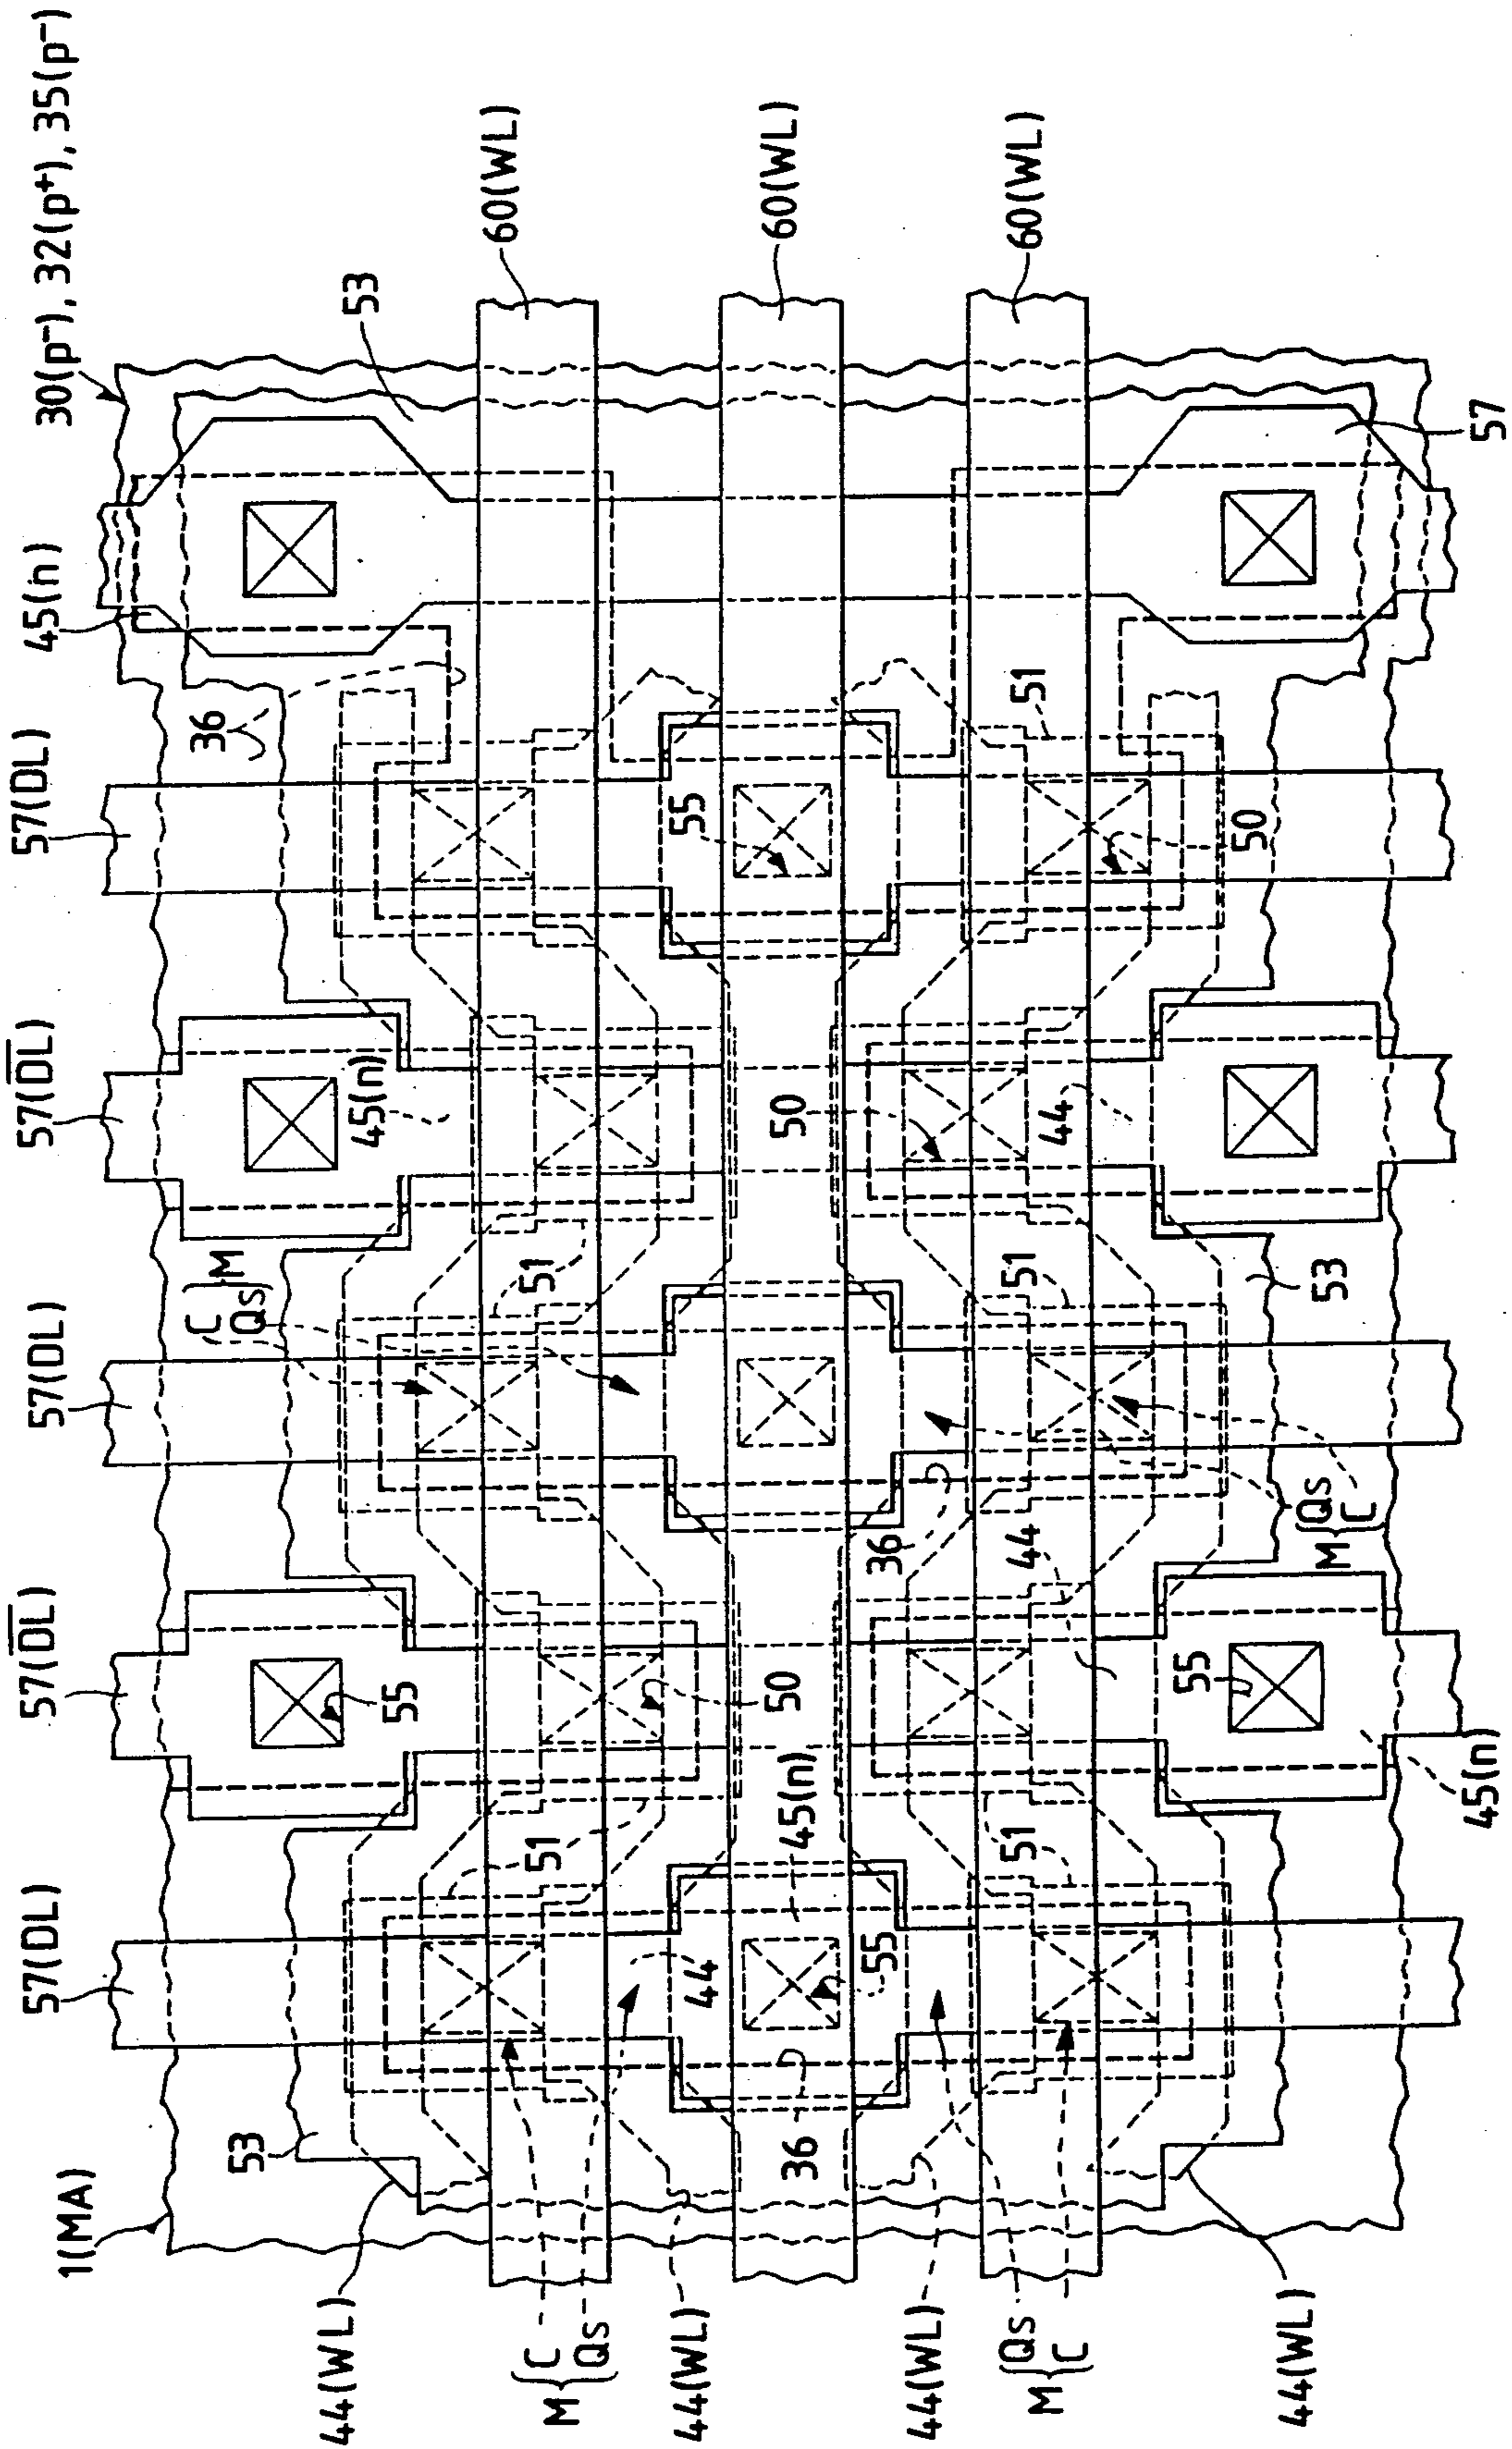 30(p⁻), 32(p⁺), 35(p⁻)
53
60(WL)
60(WL)
60(WL)
57
45(n)
36
51
57(DL)
55
50
57(D̅L̅)
45(n)
50
44
C
Qs
}M
51
51
53
57(DL)
36
44
M{
Qs
C
57(D̅L̅)
55
50
55
45(n)
45(n)
51
51
57(DL)
44
55
53
36
1(MA)
44(WL)
M{
C
Qs
44(WL)
44(WL)
M{
Qs
C
44(WL)